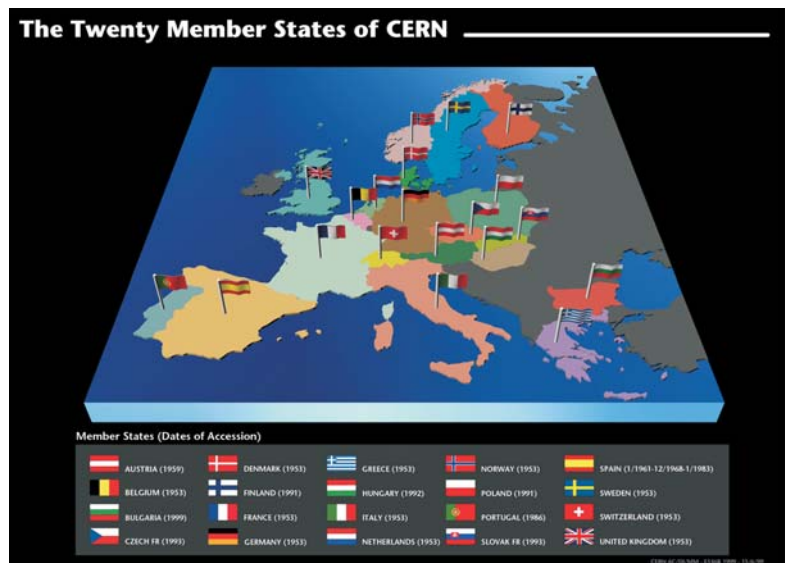 The Twenty Member States of CERN
Member States (Dates of Accession)
AUSTRIA (1959)
DENMARK (1953)
GREECE (1953)
NORWAY (1953)
SPAIN (1/1961-12/1968-1/1983)
BELGIUM (1953)
FINLAND (1991)
HUNGARY (1992)
POLAND (1991)
SWEDEN (1953)
BULGARIA (1999)
FRANCE (1953)
ITALY (1953)
PORTUGAL (1986)
SWITZERLAND (1953)
CZECH FR (1993)
GERMANY (1953)
NETHERLANDS (1953)
SLOVAK FR (1993)
UNITED KINGDOM (1953)